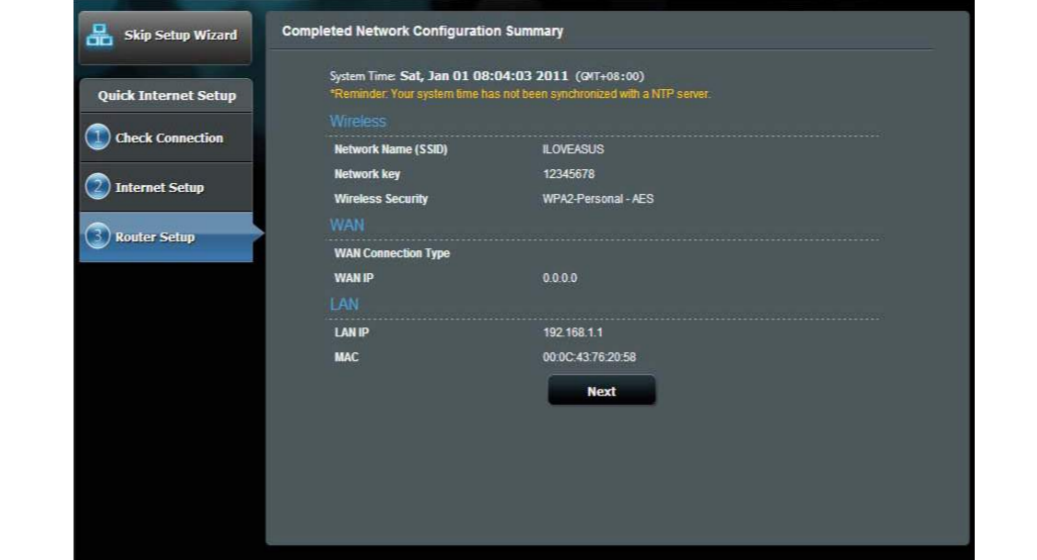 Skip Setup Wizard
Quick Internet Setup
1 Check Connection
2 Internet Setup
3 Router Setup
Completed Network Configuration Summary
System Time: Sat, Jan 01 08:04:03 2011 (GMT+08:00)
*Reminder: Your system time has not been synchronized with a NTP server.
Wireless
Network Name (SSID) ILOVEASUS
Network key 12345678
Wireless Security WPA2-Personal - AES
WAN
WAN Connection Type
WAN IP 0.0.0.0
LAN
LAN IP 192.168.1.1
MAC 00:0C:43:76:20:58
Next